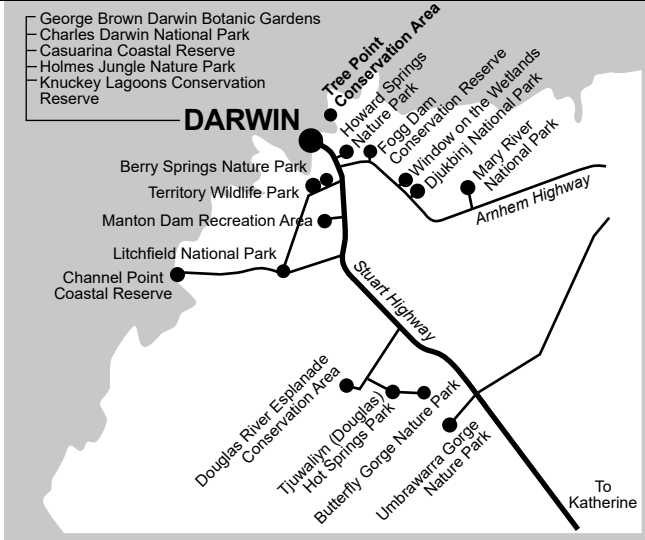 George Brown Darwin Botanic Gardens
Charles Darwin National Park
Casuarina Coastal Reserve
Holmes Jungle Nature Park
Knuckey Lagoons Conservation
Reserve
DARWIN
Tree Point
Conservation Area
Howard Springs
Nature Park
Fogg Dam
Conservation Reserve
Window on the Wetlands
Djukbinj National Park
Mary River
National Park
Arnhem Highway
Berry Springs Nature Park
Territory Wildlife Park
Manton Dam Recreation Area
Litchfield National Park
Channel Point
Coastal Reserve
Stuart Highway
Douglas River Esplanade
Conservation Area
Tjuwaliyn (Douglas)
Hot Springs Park
Butterfly Gorge Nature Park
Umbrawarra Gorge
Nature Park
To
Katherine